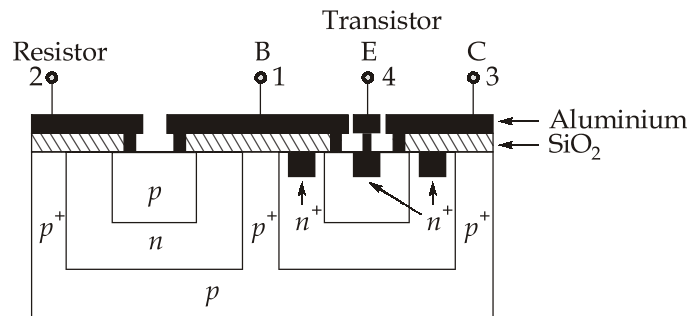 Transistor
Resistor B E C
2 1 4 3
Aluminium
SiO₂
p
n⁺ n⁺
p⁺ p⁺ p⁺
n
p